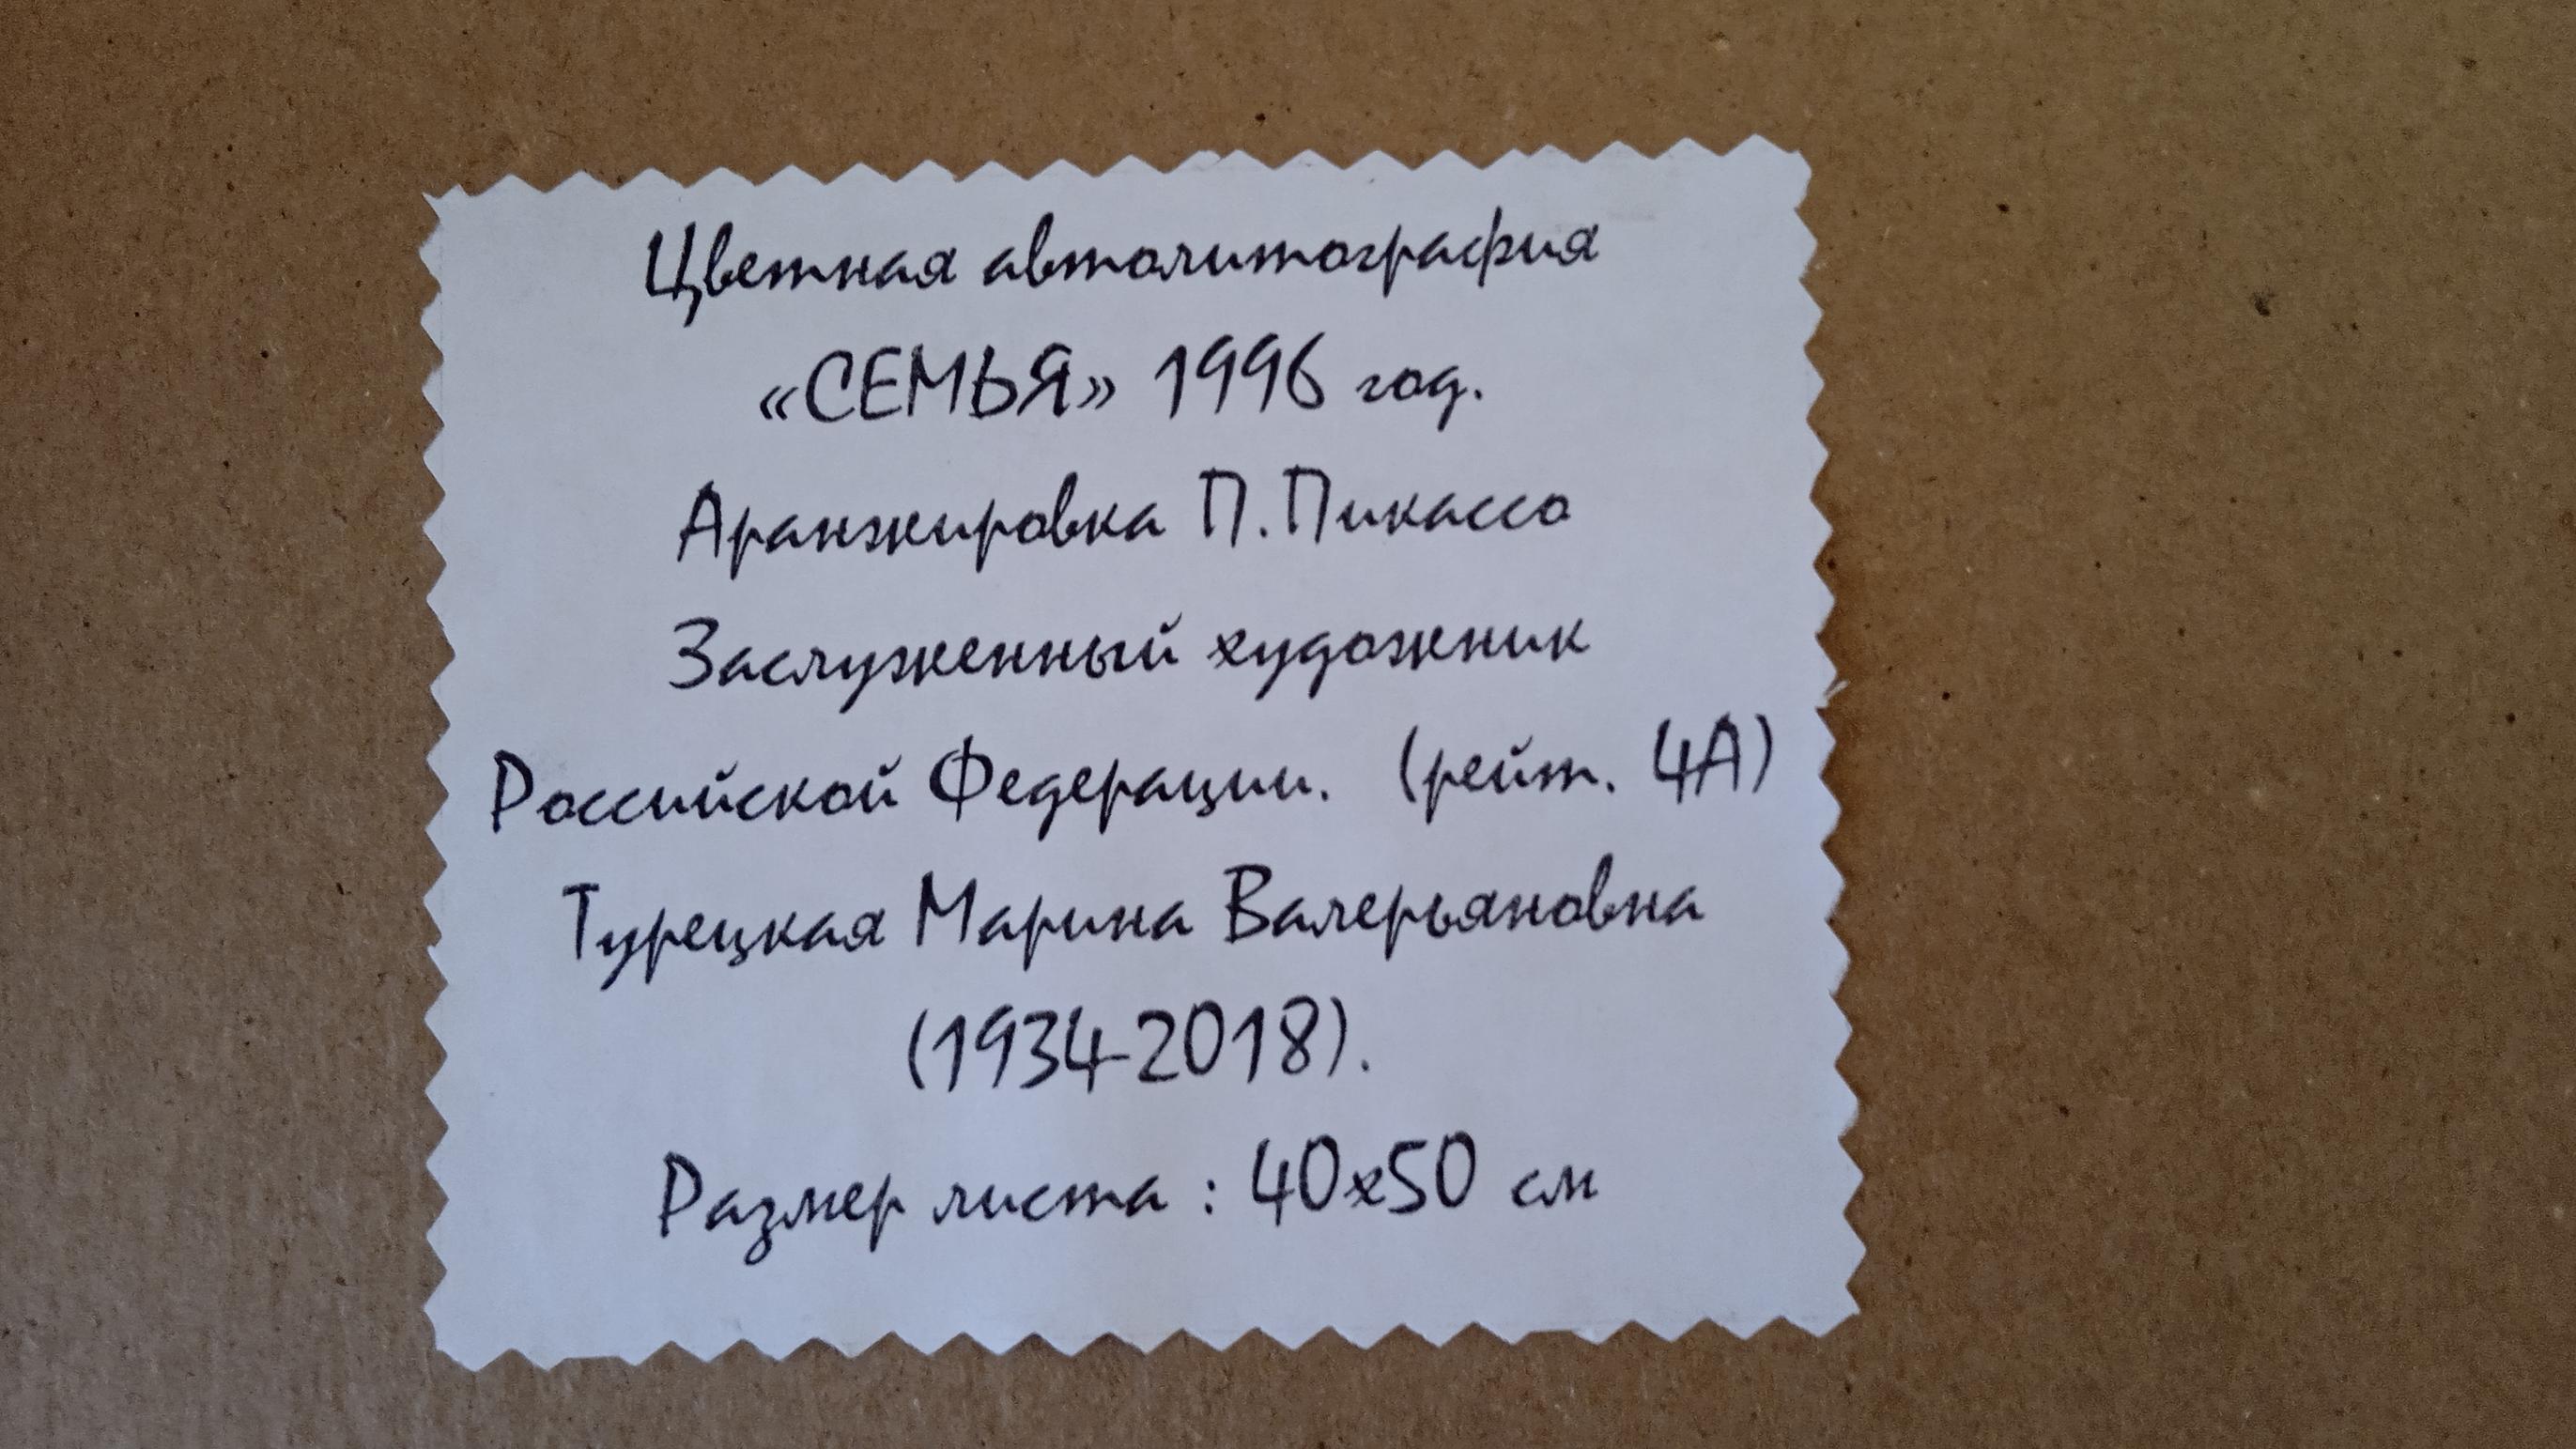 Цветная автолитография
«СЕМЬЯ» 1996 год.
Аранжировка П.Пикассо
Заслуженный художник
Российской Федерации. (рейт. 4А)
Турецкая Марина Валерьяновна
(1934-2018).
Размер листа : 40х50 см